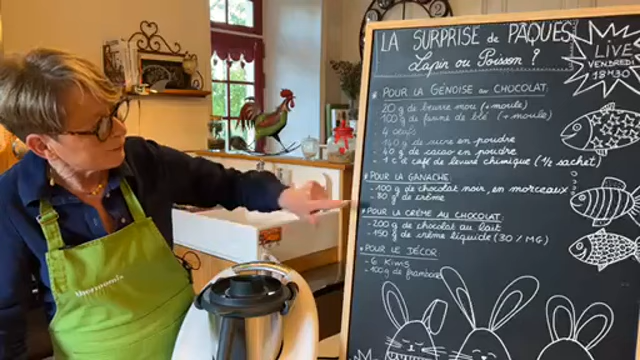 LA SURPRISE de PÂQUES
Lapin ou Poisson ?
LIVE
VENDREDI
18H30
* POUR LA GÉNOISE au CHOCOLAT:
- 20 g de beurre mou (+ moule)
- 100 g de farine de blé (+ moule)
- 4 oeufs
- 140 g de sucre en poudre
- 40 g de cacao en poudre
- 1 c à café de levure chimique (1/2 sachet)
* POUR LA GANACHE:
- 100 g de chocolat noir, en morceaux
- 80 g de crème
* POUR LA CRÈME AU CHOCOLAT:
- 200 g de chocolat au lait
- 150 g de crème liquide (30% MG)
* POUR LE DÉCOR
- 6 kiwis
- 100g de framboises
thermomix